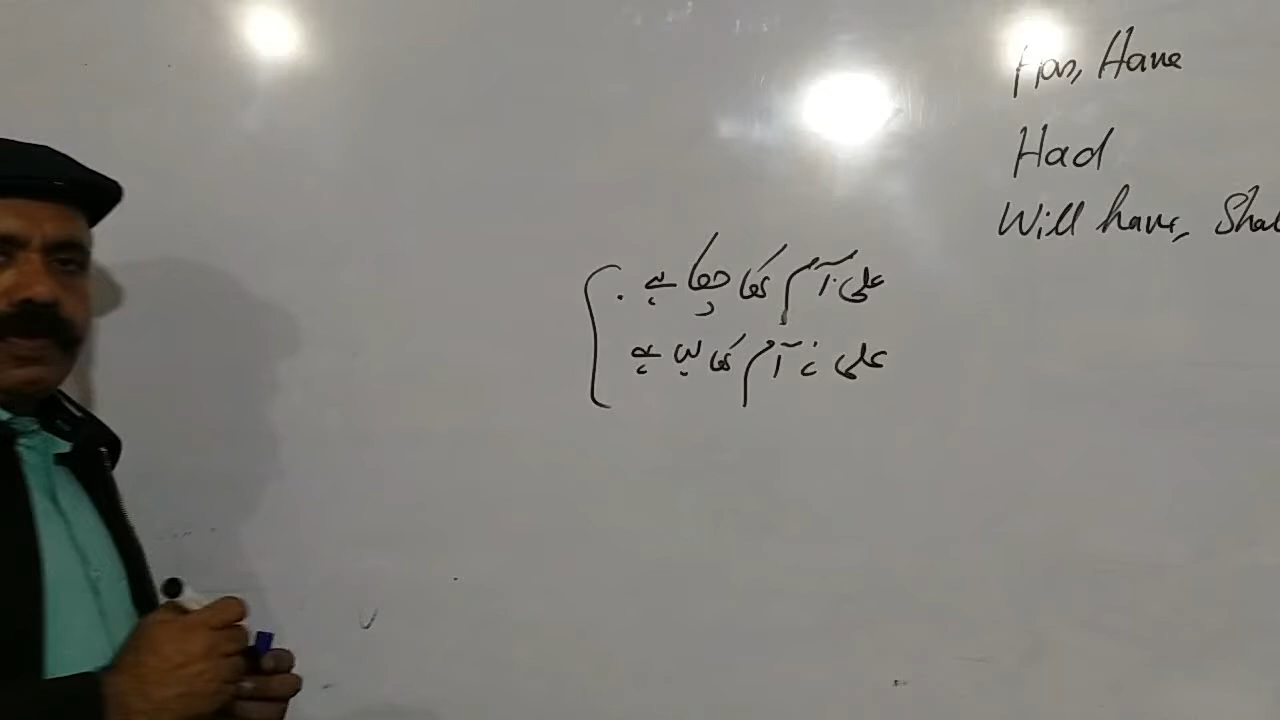 Has, Have
Had
Will have, Shal
علی آم کھا چکا ہے۔
علی نے آم کھا لیا ہے